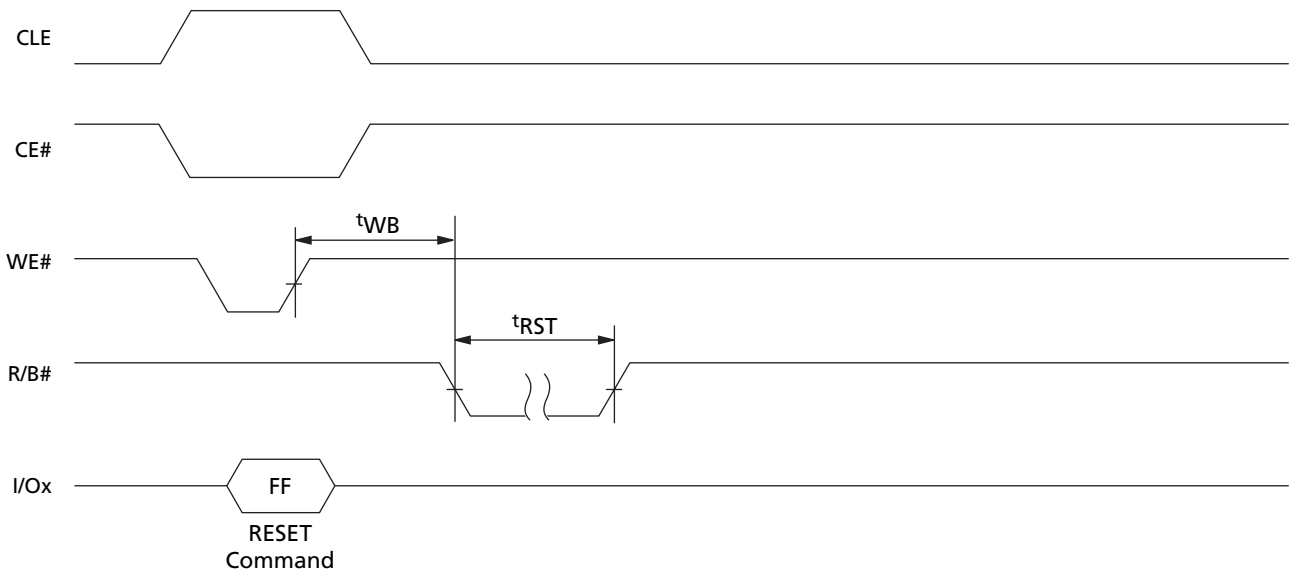 CLE
CE#
tWB
WE#
tRST
R/B#
I/Ox
FF
RESET
Command